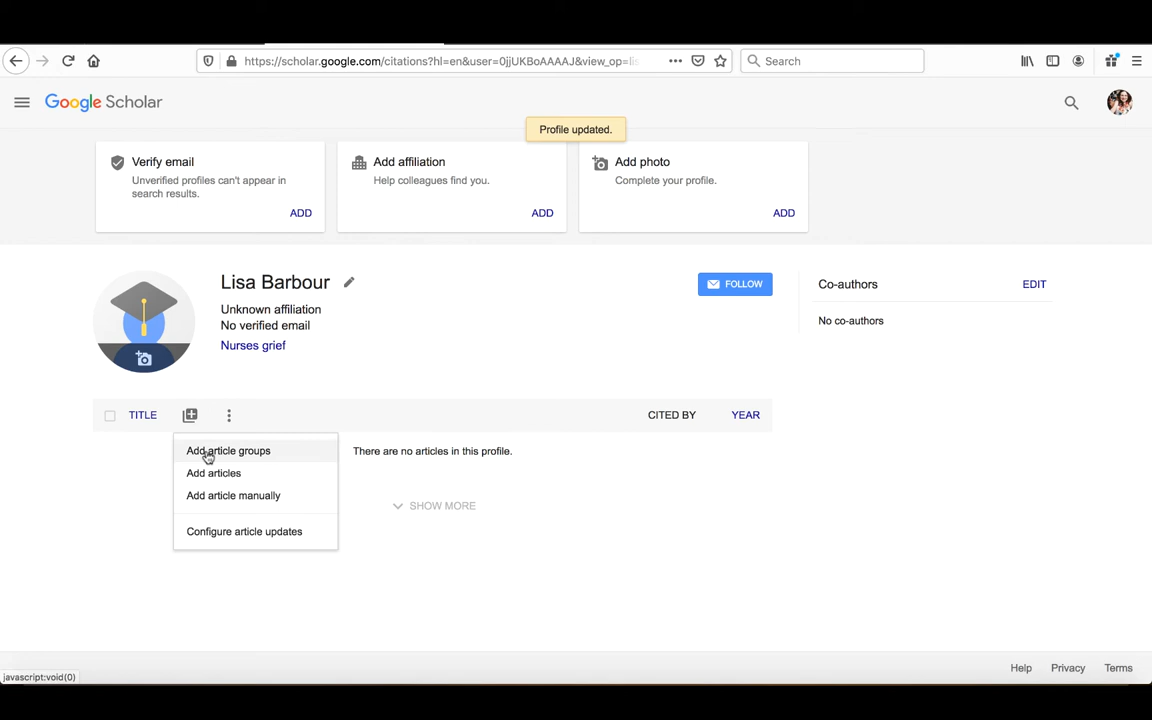 https://scholar.google.com/citations?hl=en&user=0jjUKBoAAAAJ&view_op=lis
Search
Google Scholar
Profile updated.
Verify email
Unverified profiles can't appear in
search results.
ADD
Add affiliation
Help colleagues find you.
ADD
Add photo
Complete your profile.
ADD
Lisa Barbour
FOLLOW
Unknown affiliation
No verified email
Nurses grief
Co-authors
EDIT
No co-authors
TITLE
CITED BY
YEAR
Add article groups
Add articles
Add article manually
Configure article updates
There are no articles in this profile.
SHOW MORE
Help
Privacy
Terms
javascript:void(0)